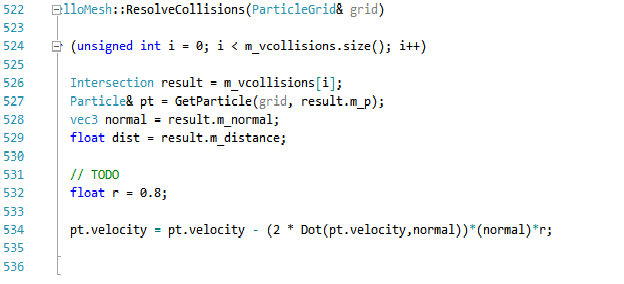 522 lloMesh::ResolveCollisions(ParticleGrid& grid)
523
524 (unsigned int i = 0; i < m_vcollisions.size(); i++)
525
526 Intersection result = m_vcollisions[i];
527 Particle& pt = GetParticle(grid, result.m_p);
528 vec3 normal = result.m_normal;
529 float dist = result.m_distance;
530
531 // TODO
532 float r = 0.8;
533
534 pt.velocity = pt.velocity - (2 * Dot(pt.velocity,normal))*(normal)*r;
535
536